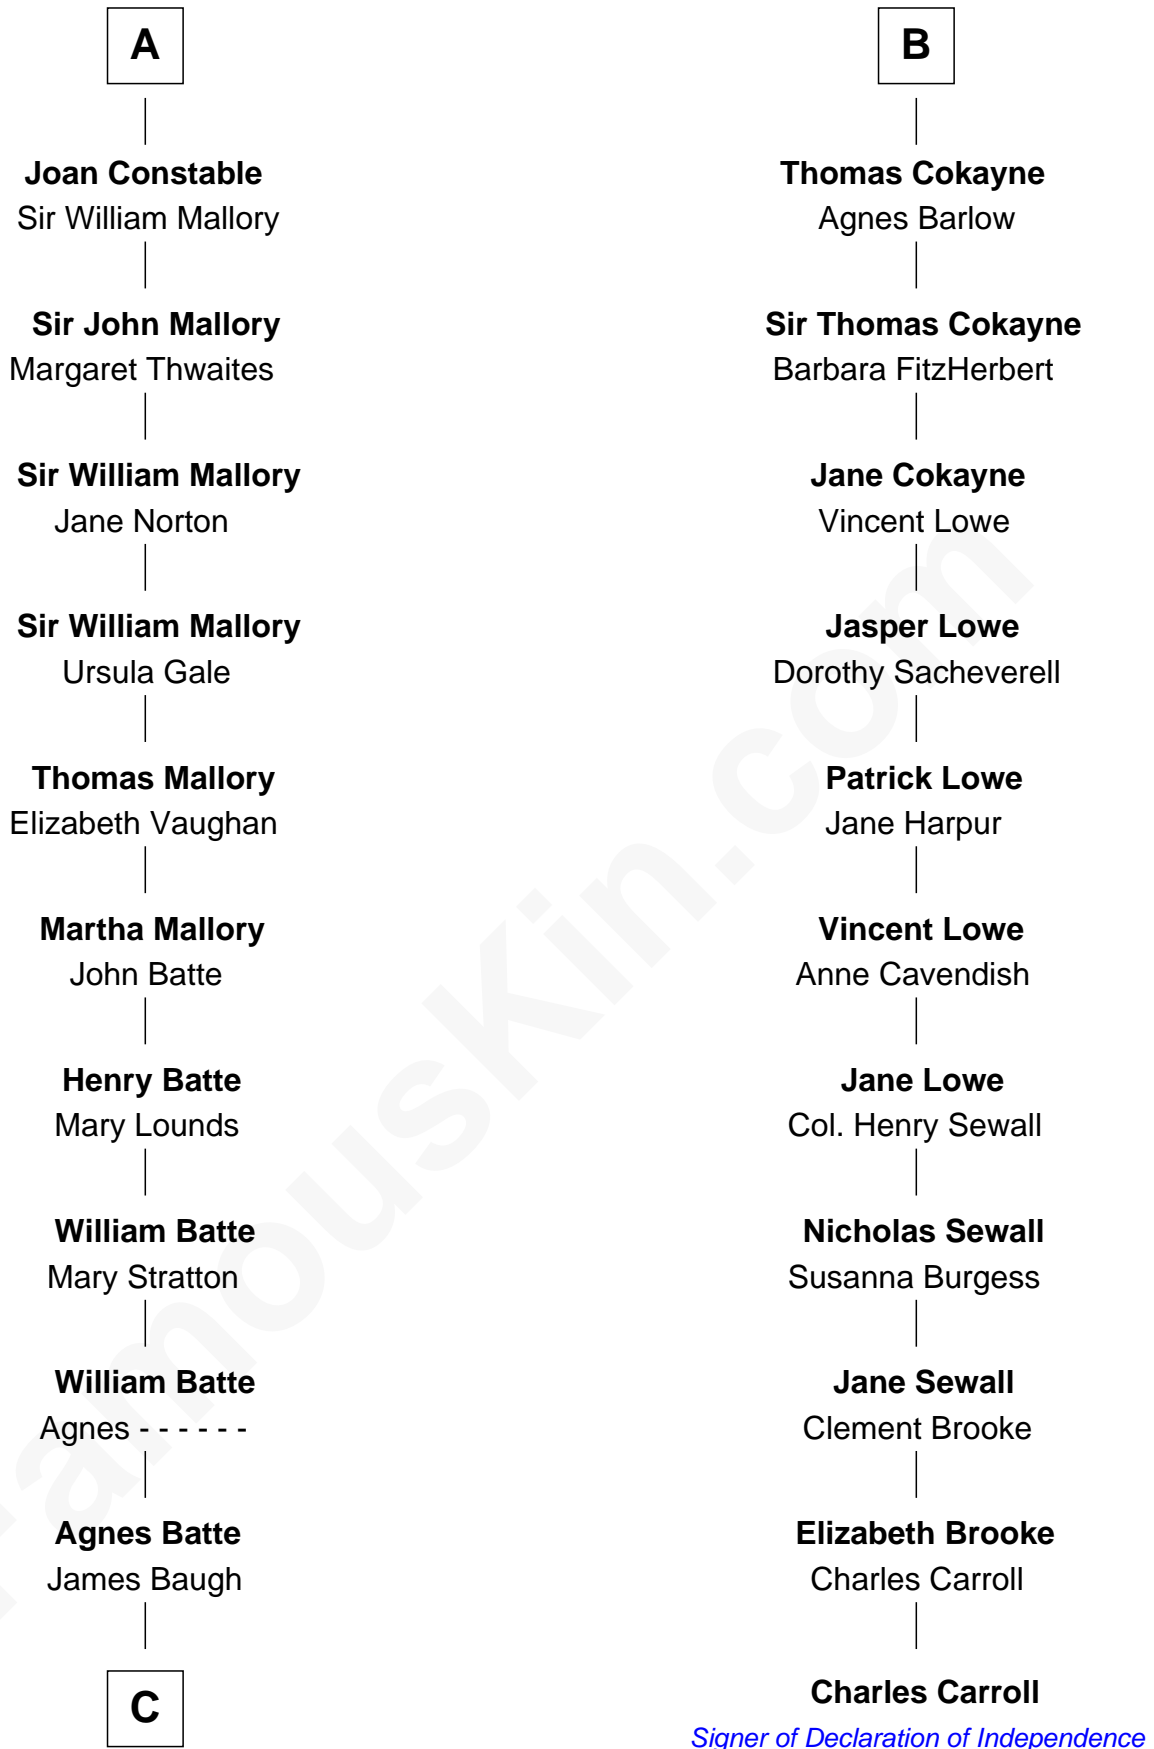 A
Joan Constable
Sir William Mallory
Sir John Mallory
Margaret Thwaites
Sir William Mallory
Jane Norton
Sir William Mallory
Ursula Gale
Thomas Mallory
Elizabeth Vaughan
Martha Mallory
John Batte
Henry Batte
Mary Lounds
William Batte
Mary Stratton
William Batte
Agnes - - - - - -
Agnes Batte
James Baugh
C
B
Thomas Cokayne
Agnes Barlow
Sir Thomas Cokayne
Barbara FitzHerbert
Jane Cokayne
Vincent Lowe
Jasper Lowe
Dorothy Sacheverell
Patrick Lowe
Jane Harpur
Vincent Lowe
Anne Cavendish
Jane Lowe
Col. Henry Sewall
Nicholas Sewall
Susanna Burgess
Jane Sewall
Clement Brooke
Elizabeth Brooke
Charles Carroll
Charles Carroll
Signer of Declaration of Independence
FamousKin.com